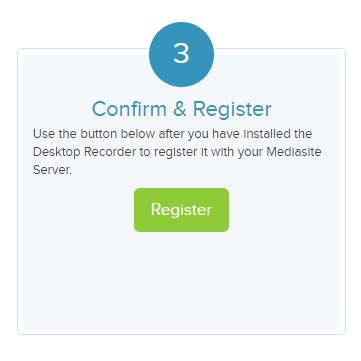 3
Confirm & Register
Use the button below after you have installed the
Desktop Recorder to register it with your Mediasite
Server.
Register